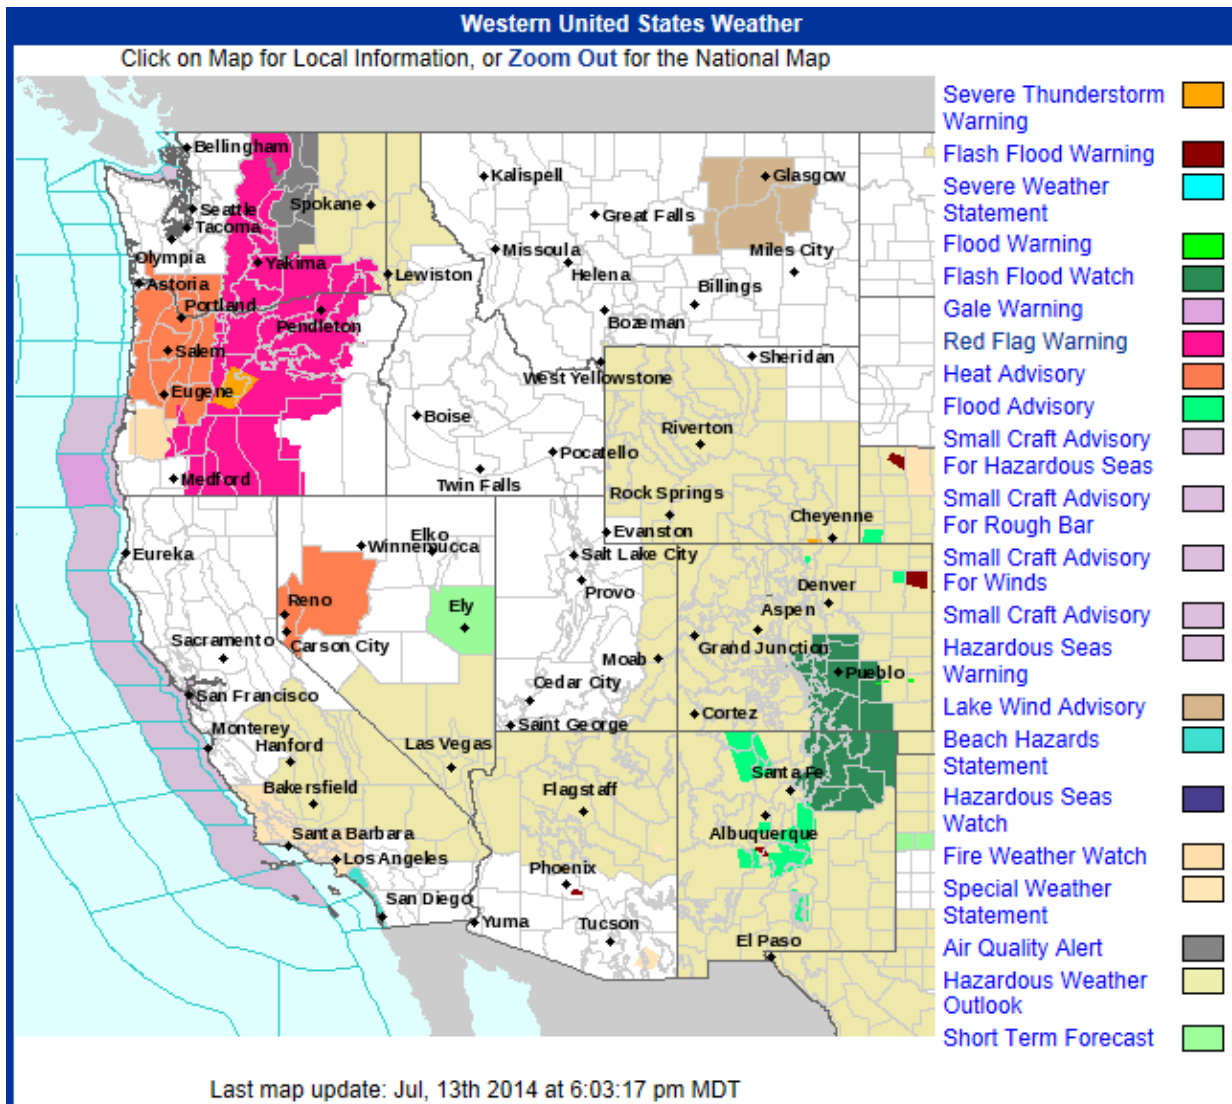 Western United States Weather
Click on Map for Local Information, or Zoom Out for the National Map
Bellingham
Seattle
Tacoma
Olympia
Spokane
Yakima
Lewiston
Astoria
Portland
Pendleton
Salem
Eugene
Medford
Kalispell
Glasgow
Great Falls
Missoula
Helena
Miles City
Billings
Bozeman
West Yellowstone
Sheridan
Boise
Pocatello
Twin Falls
Riverton
Rock Springs
Cheyenne
Evanston
Eureka
Elko
Winnemucca
Salt Lake City
Provo
Reno
Ely
Carson City
Sacramento
San Francisco
Monterey
Hanford
Denver
Aspen
Grand Junction
Moab
Pueblo
Cedar City
Saint George
Cortez
Las Vegas
Bakersfield
Santa Barbara
Los Angeles
San Diego
Flagstaff
Santa Fe
Albuquerque
Phoenix
Yuma
Tucson
El Paso
Severe Thunderstorm
Warning
Flash Flood Warning
Severe Weather
Statement
Flood Warning
Flash Flood Watch
Gale Warning
Red Flag Warning
Heat Advisory
Flood Advisory
Small Craft Advisory
For Hazardous Seas
Small Craft Advisory
For Rough Bar
Small Craft Advisory
For Winds
Small Craft Advisory
Hazardous Seas
Warning
Lake Wind Advisory
Beach Hazards
Statement
Hazardous Seas
Watch
Fire Weather Watch
Special Weather
Statement
Air Quality Alert
Hazardous Weather
Outlook
Short Term Forecast
Last map update: Jul, 13th 2014 at 6:03:17 pm MDT